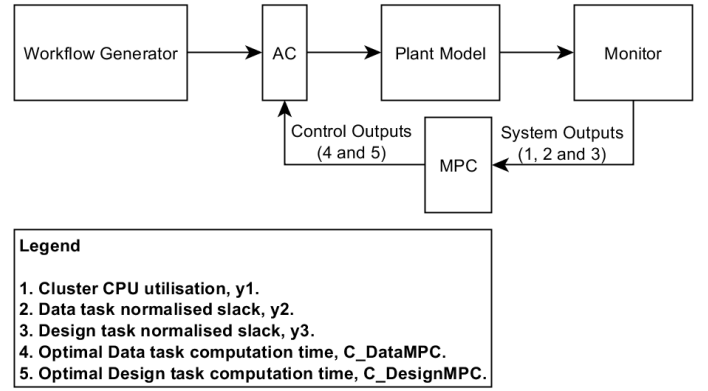 Workflow Generator
AC
Plant Model
Monitor
Control Outputs
(4 and 5)
MPC
System Outputs
(1, 2 and 3)
Legend
1. Cluster CPU utilisation, y1.
2. Data task normalised slack, y2.
3. Design task normalised slack, y3.
4. Optimal Data task computation time, C_DataMPC.
5. Optimal Design task computation time, C_DesignMPC.